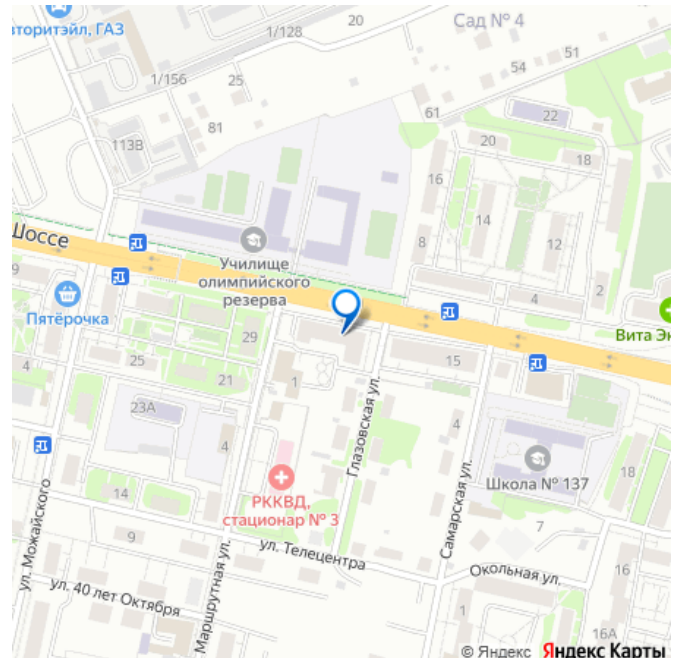 вторитэйл, ГАЗ
1/128
Сад № 4
51
54
1/156
25
61
22
81
113В
20
18
16
14
12
8
Шоссе
Училище
олимпийского
резерва
9
2
4
Пятёрочка
Вита Эк
29
25
15
4
21
1
23А
4
4
Глазовская ул.
Самарская ул.
Школа № 137
18
РККВД,
стационар № 3
14
7
ул. Можайского
9
ул. Телецентра
Маршрутная ул.
Окольная ул.
16
ул. 40 лет Октября
1
16А
© Яндекс Яндекс Карты